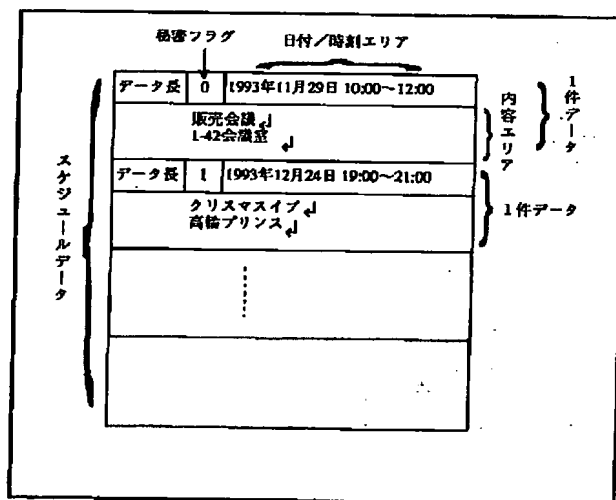 秘密フラグ
日付／時刻エリア
データ長 0 1993年11月29日 10:00～12:00
販売会議↲
1-42会議室↲
内容エリア
1件データ
データ長 1 1993年12月24日 19:00～21:00
クリスマスイブ↲
高輪プリンス↲
1件データ
スケジュールデータ